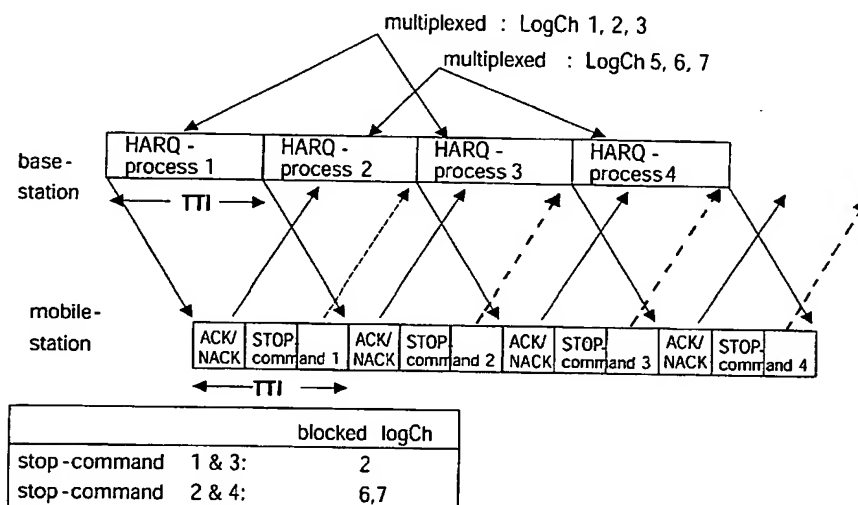 multiplexed : LogCh 1, 2, 3
multiplexed : LogCh 5, 6, 7
base-
station
HARQ -
process 1
HARQ -
process 2
HARQ -
process 3
HARQ -
process 4
TTI
mobile-
station
ACK/
NACK
STOP-
command 1
ACK/
NACK
STOP-
command 2
ACK/
NACK
STOP-
command 3
ACK/
NACK
STOP-
command 4
TTI
blocked logCh
stop-command 1 & 3: 2
stop-command 2 & 4: 6,7